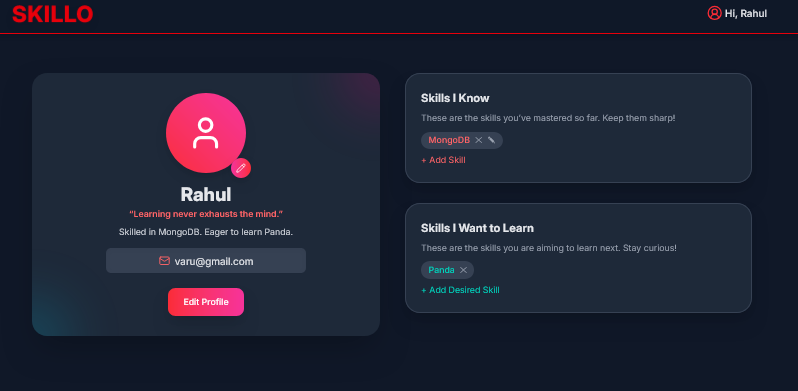 SKILLO
Hi, Rahul
Rahul
"Learning never exhausts the mind."
Skilled in MongoDB. Eager to learn Panda.
varu@gmail.com
Edit Profile
Skills I Know
These are the skills you've mastered so far. Keep them sharp!
MongoDB
+ Add Skill
Skills I Want to Learn
These are the skills you are aiming to learn next. Stay curious!
Panda
+ Add Desired Skill